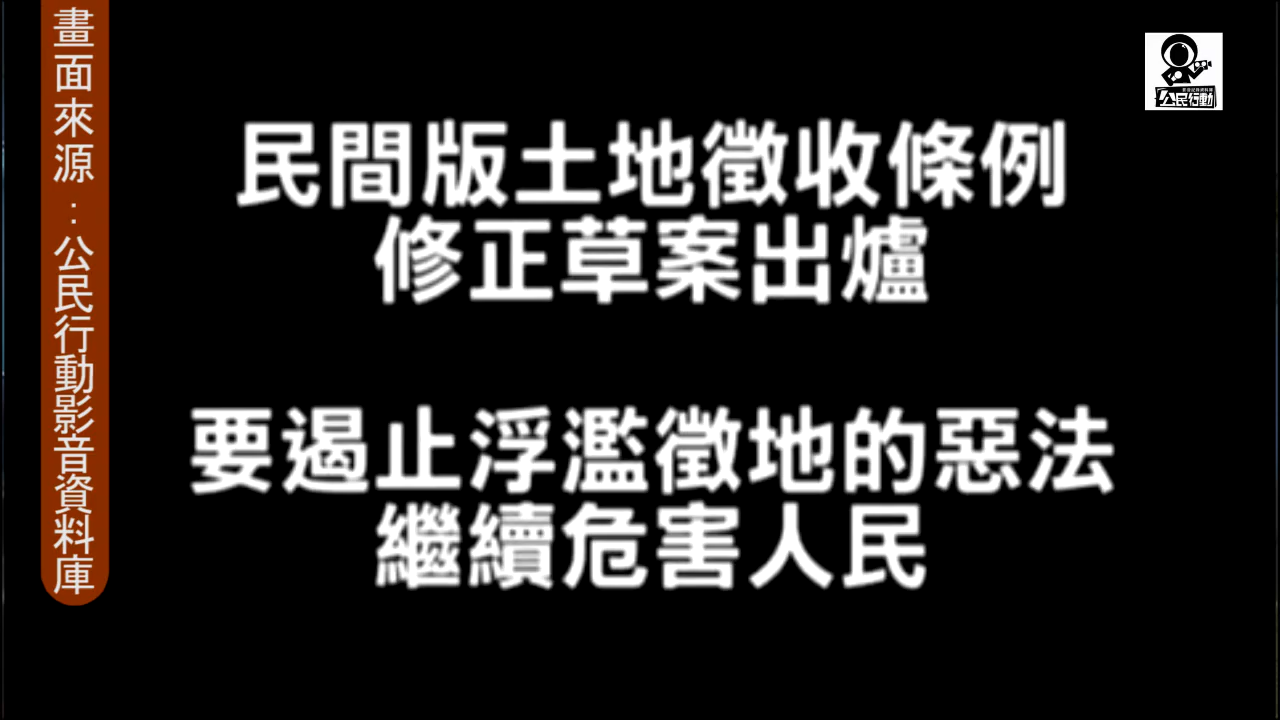 畫面來源:公民行動影音資料庫
民間版土地徵收條例
修正草案出爐
要遏止浮濫徵地的惡法
繼續危害人民
公民行動